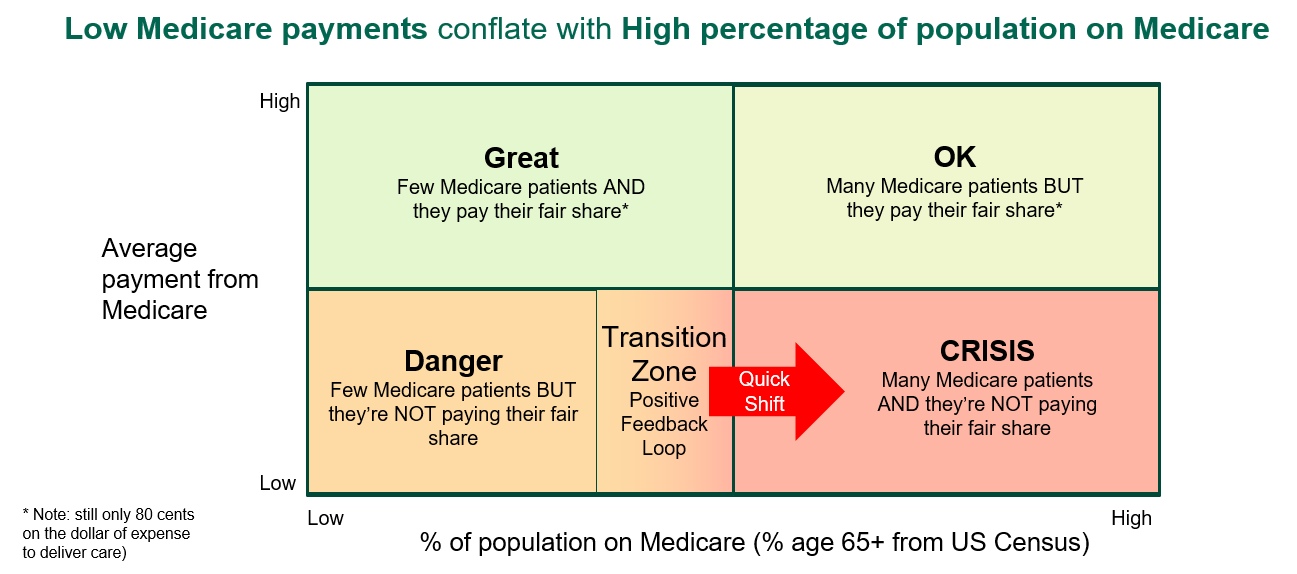 Low Medicare payments conflate with High percentage of population on Medicare
High
Great
Few Medicare patients AND
they pay their fair share*
OK
Many Medicare patients BUT
they pay their fair share*
Average
payment from
Medicare
Danger
Few Medicare patients BUT
they’re NOT paying their fair
share
Transition
Zone
Positive
Feedback
Loop
Quick
Shift
CRISIS
Many Medicare patients
AND they’re NOT paying
their fair share
Low
* Note: still only 80 cents
on the dollar of expense
to deliver care)
Low
High
% of population on Medicare (% age 65+ from US Census)